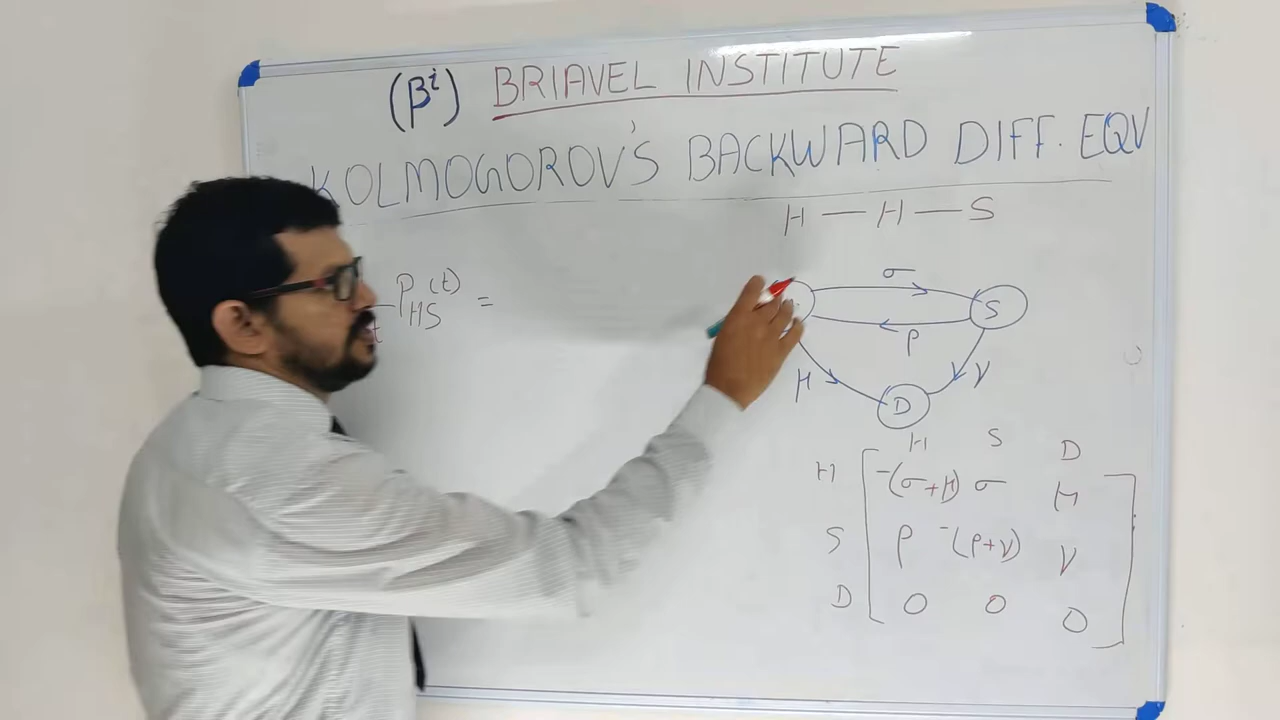 (βⁱ) BRIAVEL INSTITUTE
KOLMOGOROV'S BACKWARD DIFF. EQV
H — H — S
P_HS(t) =
t
σ
S
ρ
μ
ν
D
H S D
H -(σ+μ) σ μ
S ρ -(ρ+ν) ν
D 0 0 0